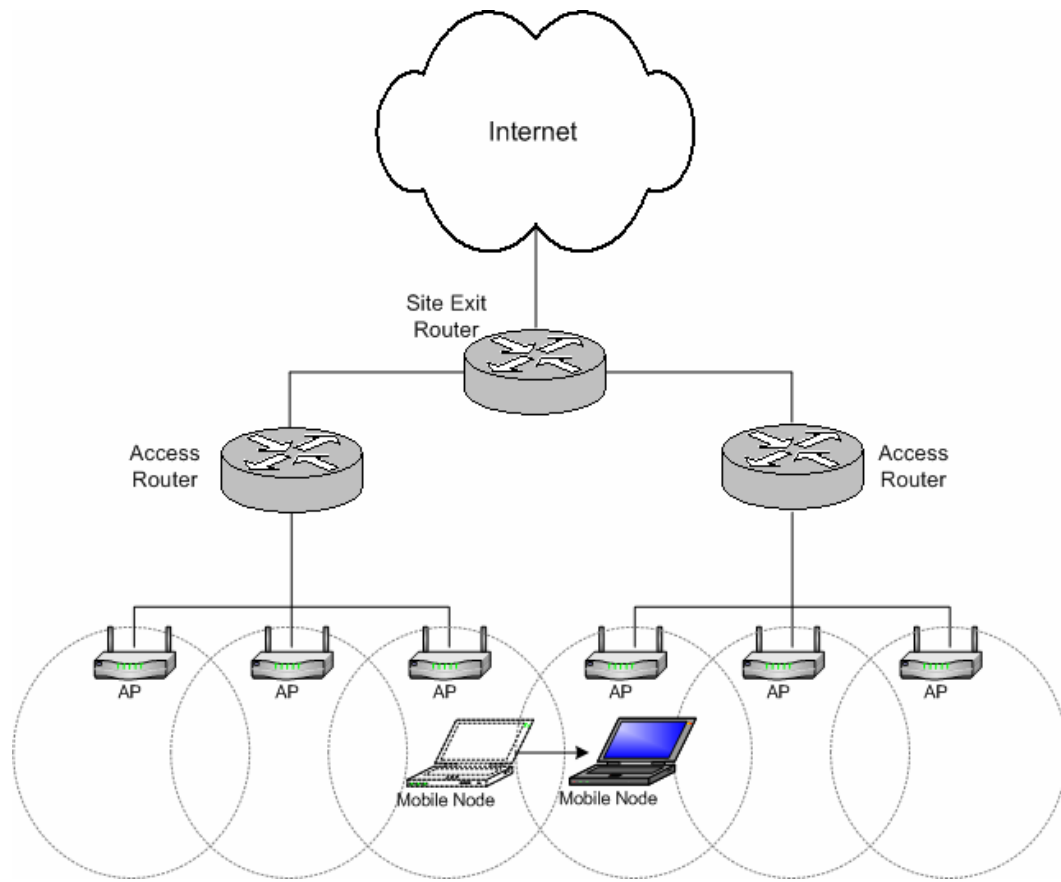 Internet
Site Exit
Router
Access
Router
Access
Router
AP
AP
AP
AP
AP
AP
Mobile Node
Mobile Node